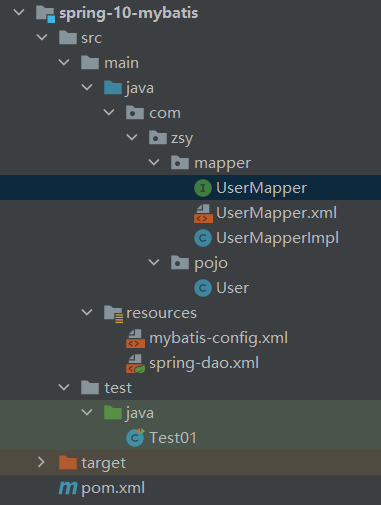 spring-10-mybatis
src
main
java
com
zsy
mapper
UserMapper
UserMapper.xml
UserMapperImpl
pojo
User
resources
mybatis-config.xml
spring-dao.xml
test
java
Test01
target
pom.xml